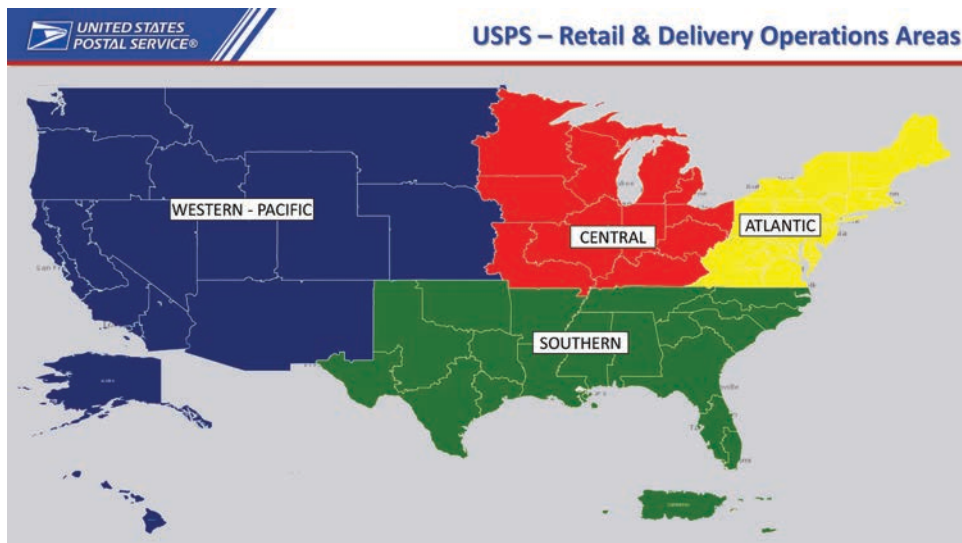 UNITED STATES
POSTAL SERVICE®
USPS – Retail & Delivery Operations Areas
WESTERN - PACIFIC
CENTRAL
ATLANTIC
SOUTHERN